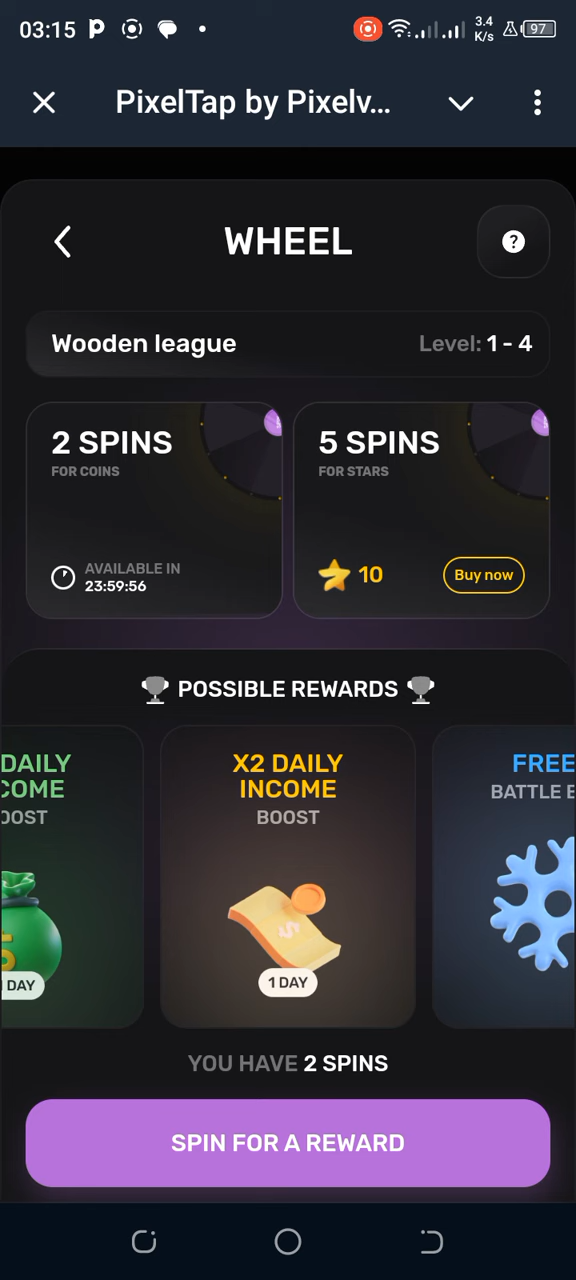 03:15
3.4
K/s
97
PixelTap by Pixelv...
WHEEL
?
Wooden league
Level: 1 - 4
2 SPINS
FOR COINS
AVAILABLE IN
23:59:56
5 SPINS
FOR STARS
10
Buy now
POSSIBLE REWARDS
DAILY
COME
OOST
DAY
X2 DAILY
INCOME
BOOST
1 DAY
FREE
BATTLE
YOU HAVE 2 SPINS
SPIN FOR A REWARD